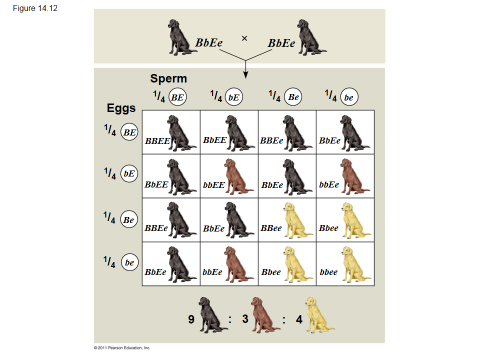 Figure 14.12
BbEe × BbEe
Sperm
1/4 BE 1/4 bE 1/4 Be 1/4 be
Eggs
1/4 BE BBEE BbEE BBEe BbEe
1/4 bE BbEE bbEE BbEe bbEe
1/4 Be BBEe BbEe BBee Bbee
1/4 be BbEe bbEe Bbee bbee
9 : 3 : 4
© 2011 Pearson Education, Inc.